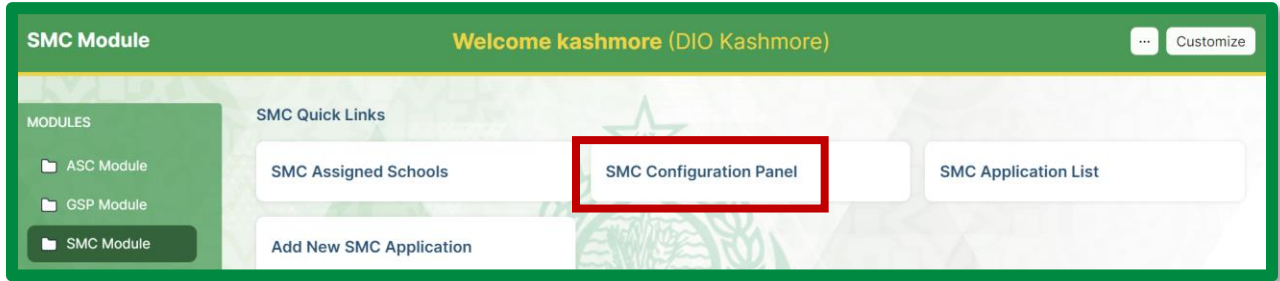 SMC Module
Welcome kashmore (DIO Kashmore)
... Customize
MODULES
ASC Module
GSP Module
SMC Module
SMC Quick Links
SMC Assigned Schools
SMC Configuration Panel
SMC Application List
Add New SMC Application